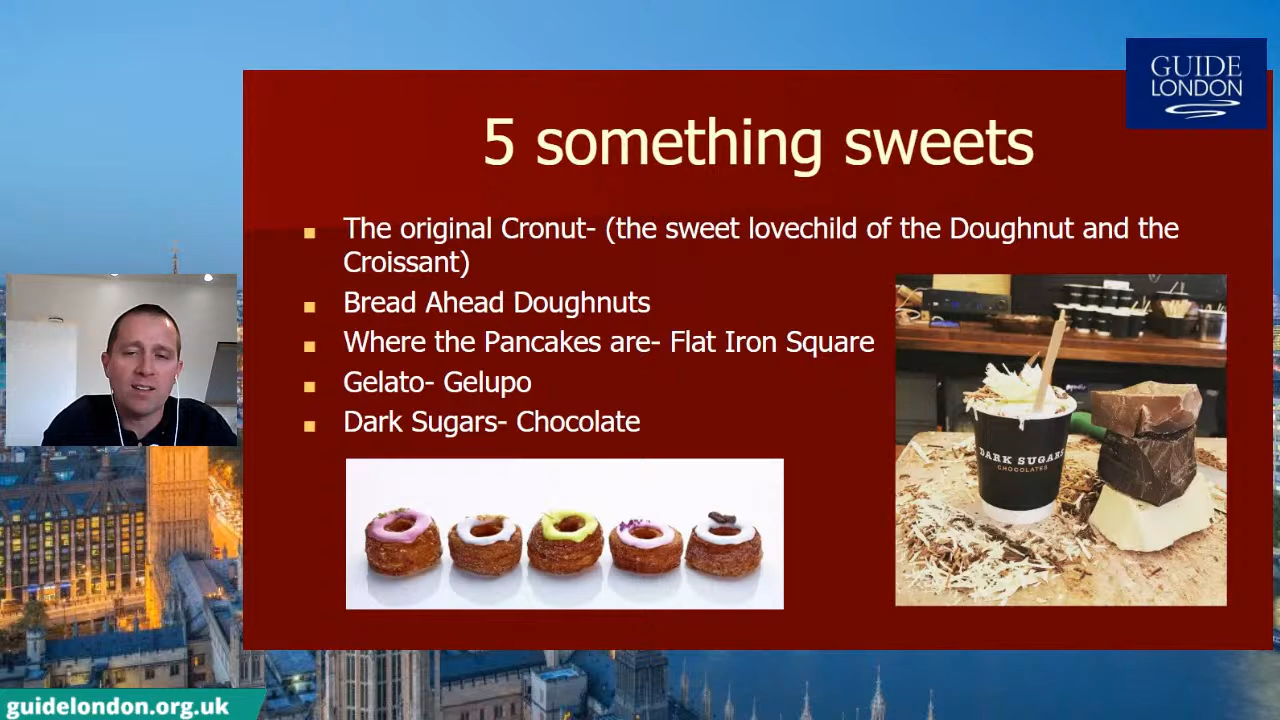 GUIDE
LONDON
5 something sweets
The original Cronut- (the sweet lovechild of the Doughnut and the
Croissant)
Bread Ahead Doughnuts
Where the Pancakes are- Flat Iron Square
Gelato- Gelupo
Dark Sugars- Chocolate
DARK SUGARS
CHOCOLATES
guidelondon.org.uk